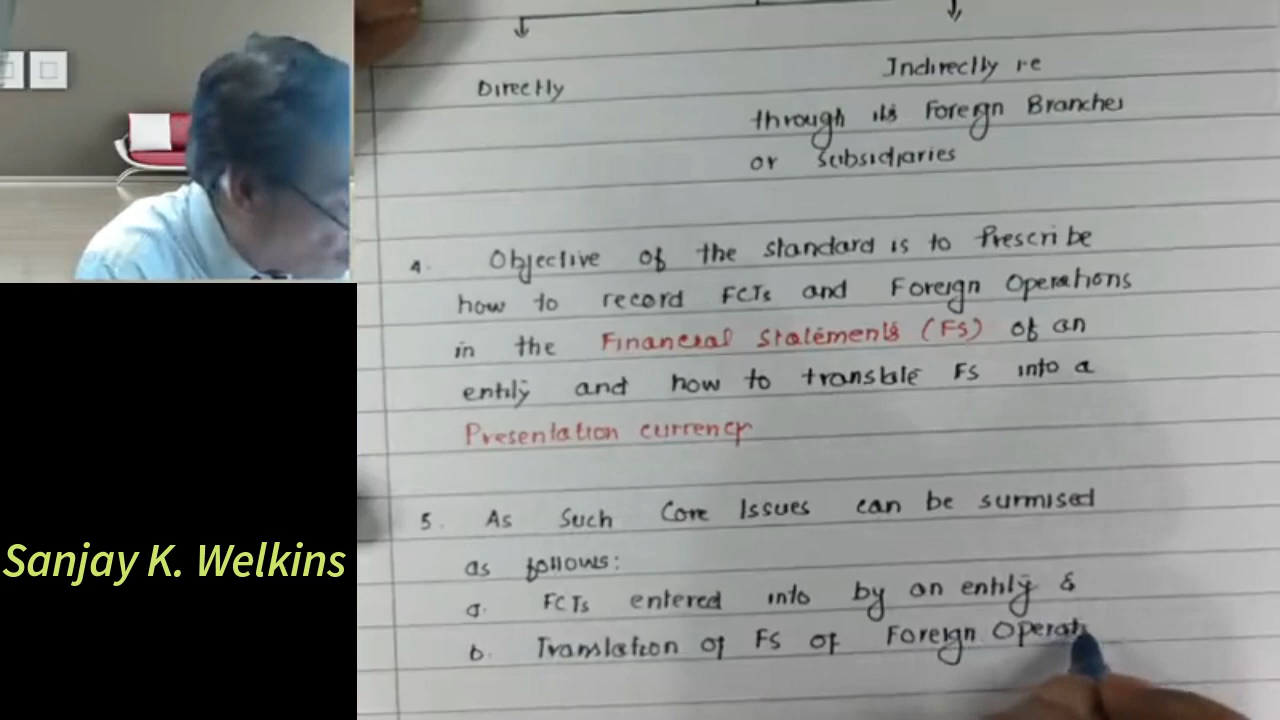 Directly
Indirectly ie
through its Foreign Branches
or Subsidiaries
4. Objective of the standard is to Prescribe
how to record FCTs and Foreign Operations
in the Financial Statements (FS) of an
entity and how to translate FS into a
Presentation currency
5. As Such Core Issues can be surmised
as follows:
a. FCTs entered into by an entity &
b. Translation of FS of Foreign Operati
Sanjay K. Welkins